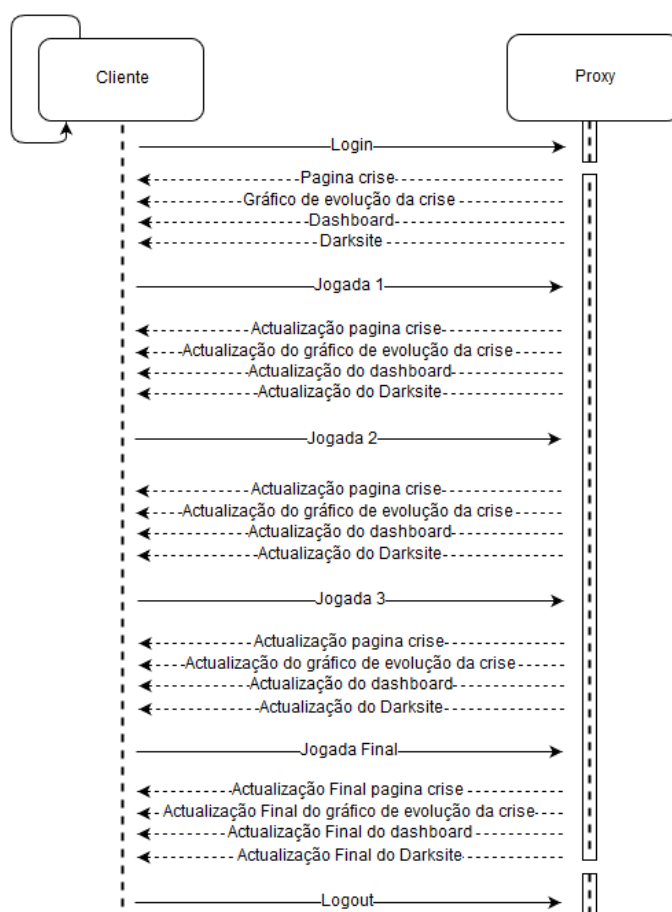 Cliente
Proxy
Login
Pagina crise
Gráfico de evolução da crise
Dashboard
Darksite
Jogada 1
Actualização pagina crise
Actualização do gráfico de evolução da crise
Actualização do dashboard
Actualização do Darksite
Jogada 2
Actualização pagina crise
Actualização do gráfico de evolução da crise
Actualização do dashboard
Actualização do Darksite
Jogada 3
Actualização pagina crise
Actualização do gráfico de evolução da crise
Actualização do dashboard
Actualização do Darksite
Jogada Final
Actualização Final pagina crise
Actualização Final do gráfico de evolução da crise
Actualização Final do dashboard
Actualização Final do Darksite
Logout